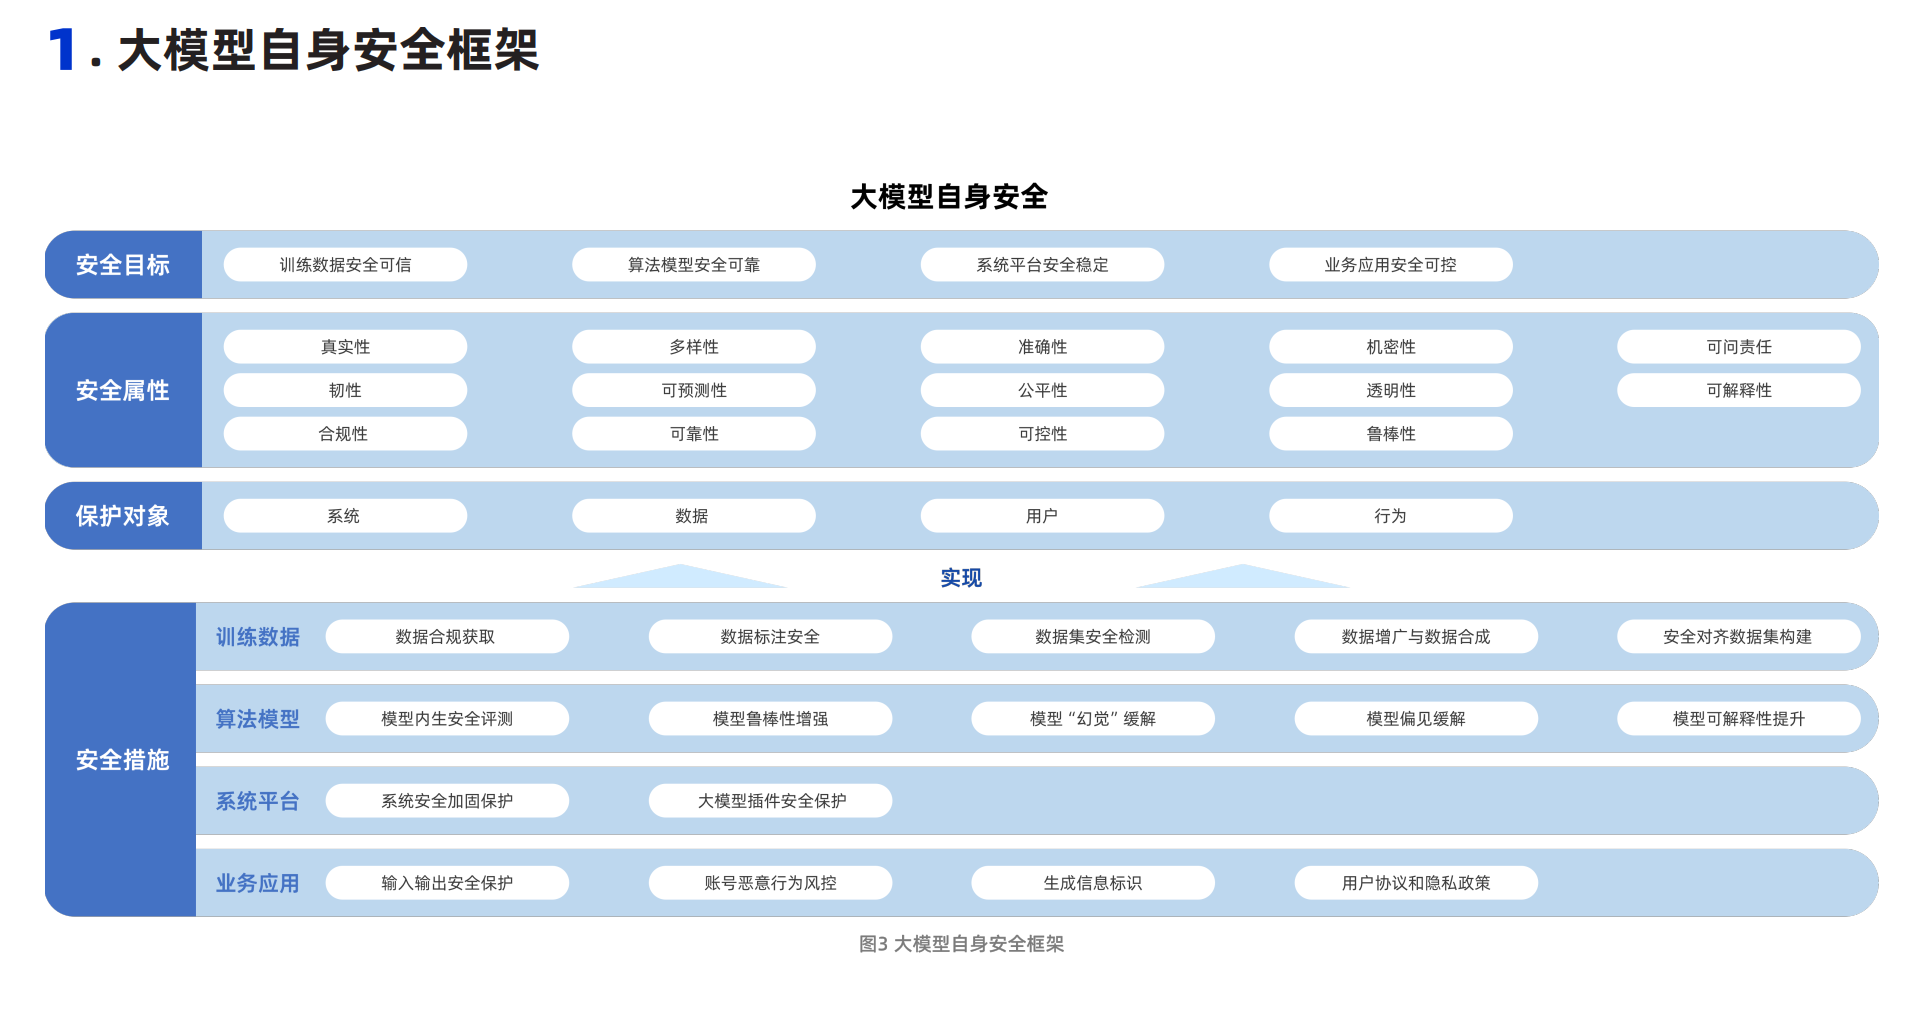 1. 大模型自身安全框架
大模型自身安全
安全目标
训练数据安全可信
算法模型安全可靠
系统平台安全稳定
业务应用安全可控
安全属性
真实性
多样性
准确性
机密性
可问责任
韧性
可预测性
公平性
透明性
可解释性
合规性
可靠性
可控性
鲁棒性
保护对象
系统
数据
用户
行为
实现
安全措施
训练数据
数据合规获取
数据标注安全
数据集安全检测
数据增广与数据合成
安全对齐数据集构建
算法模型
模型内生安全评测
模型鲁棒性增强
模型“幻觉”缓解
模型偏见缓解
模型可解释性提升
系统平台
系统安全加固保护
大模型插件安全保护
业务应用
输入输出安全保护
账号恶意行为风控
生成信息标识
用户协议和隐私政策
图3 大模型自身安全框架